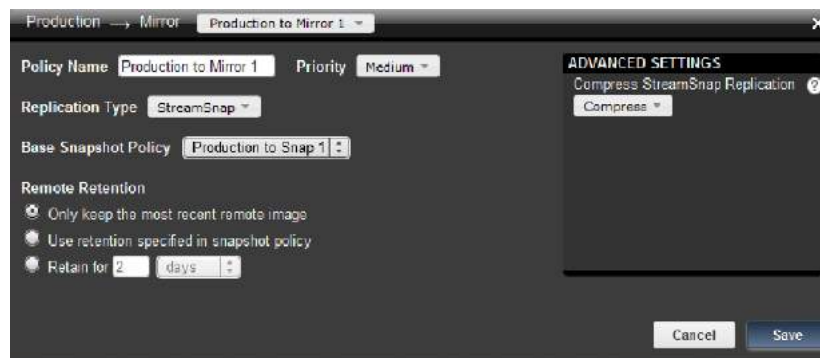 Production → Mirror Production to Mirror 1
Policy Name Production to Mirror 1 Priority Medium
Replication Type StreamSnap
Base Snapshot Policy Production to Snap 1
Remote Retention
Only keep the most recent remote image
Use retention specified in snapshot policy
Retain for 2 days
ADVANCED SETTINGS
Compress StreamSnap Replication ?
Compress
Cancel Save